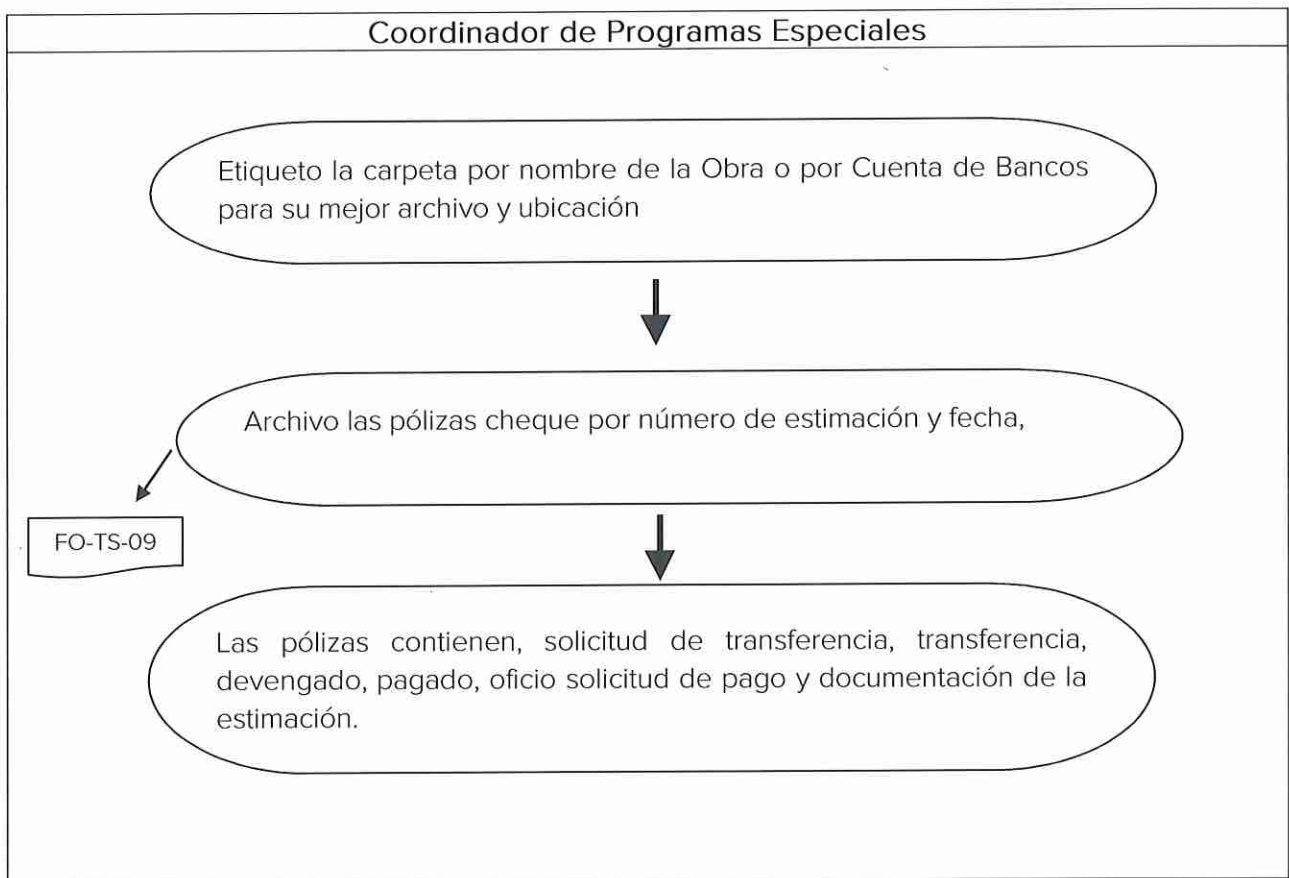 Coordinador de Programas Especiales
Etiqueto la carpeta por nombre de la Obra o por Cuenta de Bancos
para su mejor archivo y ubicación
Archivo las pólizas cheque por número de estimación y fecha,
FO-TS-09
Las pólizas contienen, solicitud de transferencia, transferencia,
devengado, pagado, oficio solicitud de pago y documentación de la
estimación.